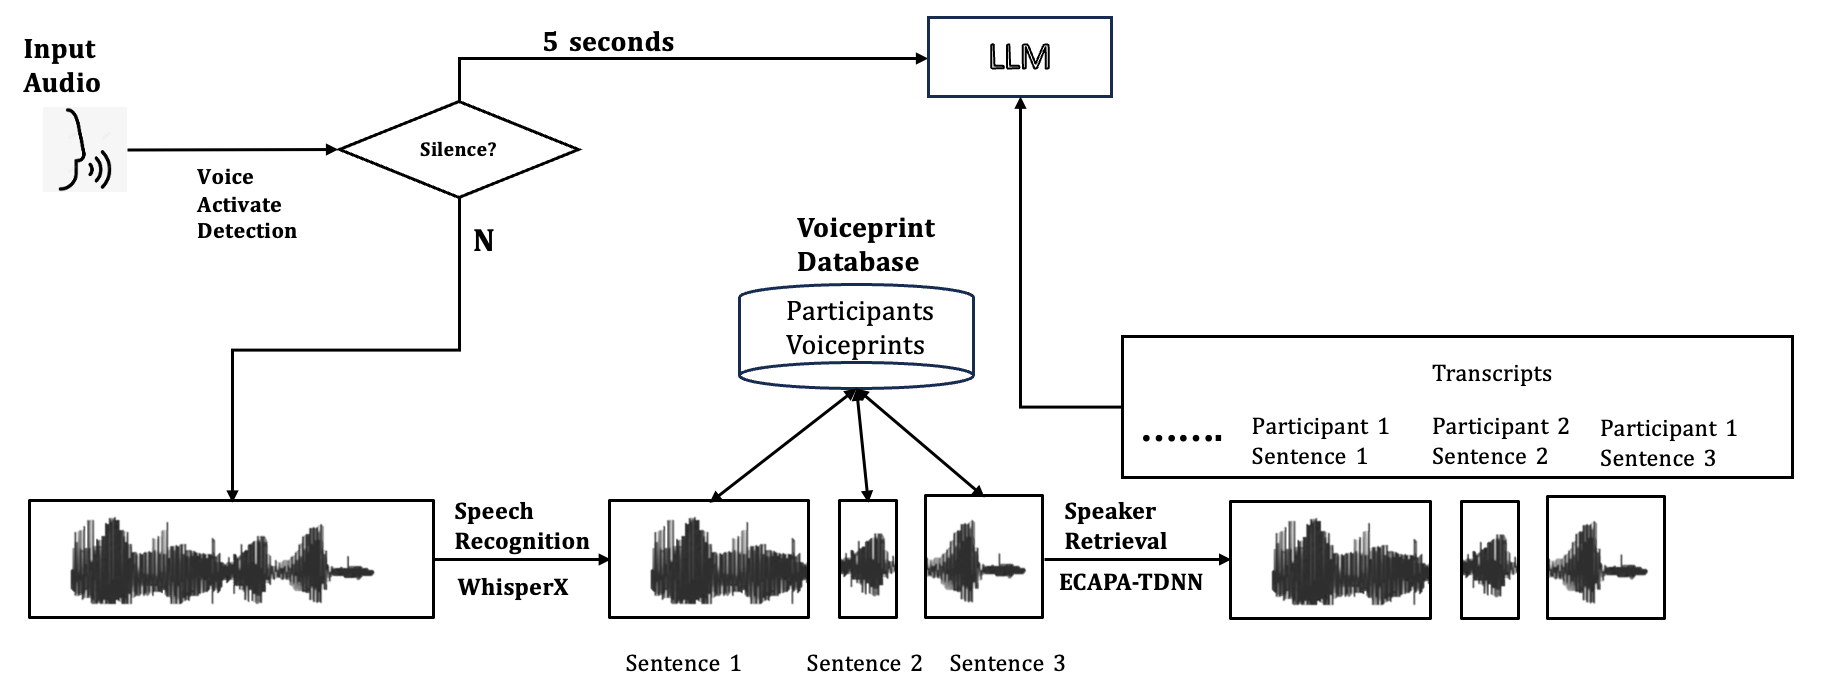 Input
Audio
5 seconds
LLM
Silence?
Voice
Activate
Detection
N
Voiceprint
Database
Participants
Voiceprints
Transcripts
.......
Participant 1
Sentence 1
Participant 2
Sentence 2
Participant 1
Sentence 3
Speech
Recognition
WhisperX
Speaker
Retrieval
ECAPA-TDNN
Sentence 1
Sentence 2
Sentence 3